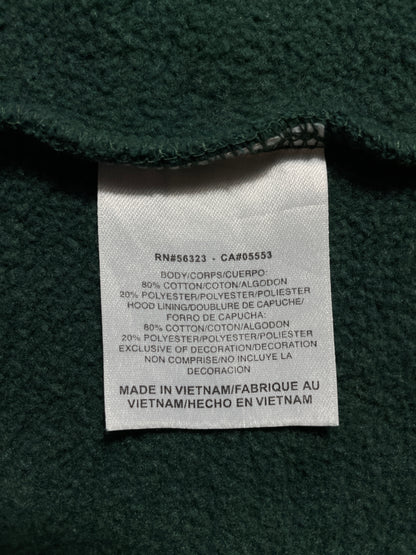 RN#56323 - CA#05553
BODY/CORPS/CUERPO:
80% COTTON/COTON/ALGODON
20% POLYESTER/POLYESTER/POLIESTER
HOOD LINING/DOUBLURE DE CAPUCHE/
FORRO DE CAPUCHA:
80% COTTON/COTON/ALGODON
20% POLYESTER/POLYESTER/POLIESTER
EXCLUSIVE OF DECORATION/DECORATION
NON COMPRISE/NO INCLUYE LA
DECORACION
MADE IN VIETNAM/FABRIQUE AU
VIETNAM/HECHO EN VIETNAM